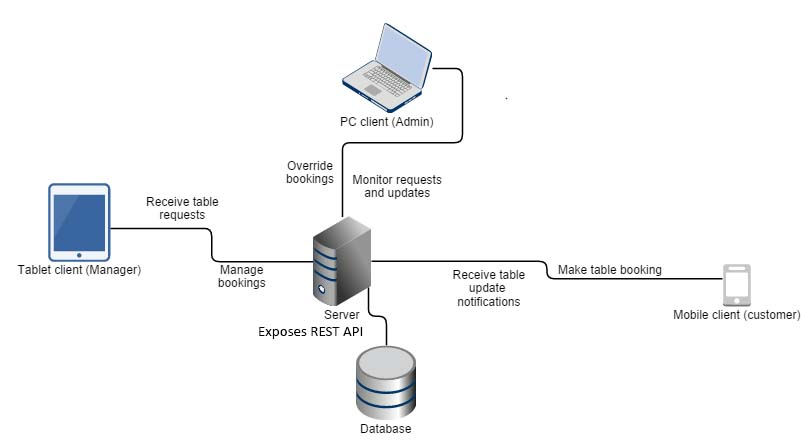 PC client (Admin)
Override
bookings
Monitor requests
and updates
Receive table
requests
Tablet client (Manager)
Manage
bookings
Receive table
update
notifications
Make table booking
Mobile client (customer)
Server
Exposes REST API
Database